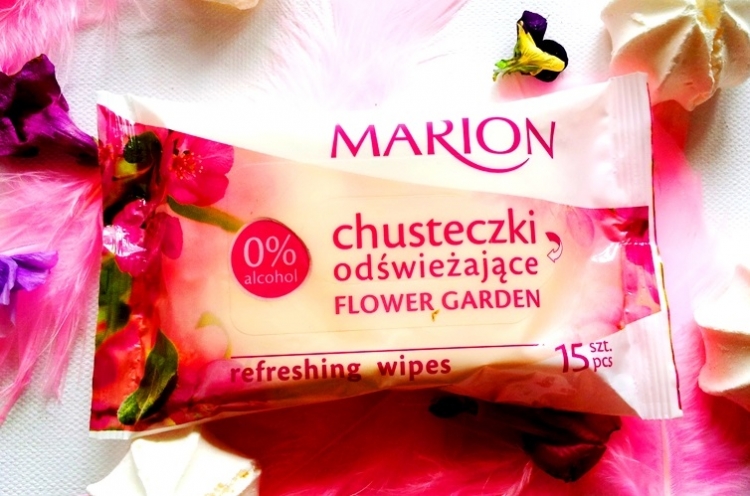 MARION
0%
alcohol
chusteczki
odświeżające
FLOWER GARDEN
refreshing wipes
15 szt.
pcs